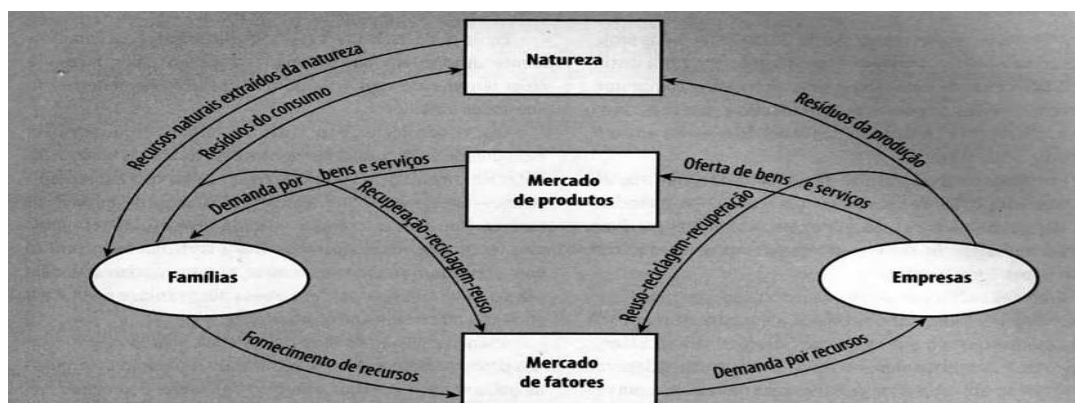 Natureza
Recursos naturais extraídos da natureza
Resíduos do consumo
Resíduos da produção
Demanda por bens e serviços
Mercado
de produtos
Oferta de bens e serviços
Recuperação-reciclagem-reuso
Reuso-reciclagem-recuperação
Famílias
Empresas
Fornecimento de recursos
Mercado
de fatores
Demanda por recursos